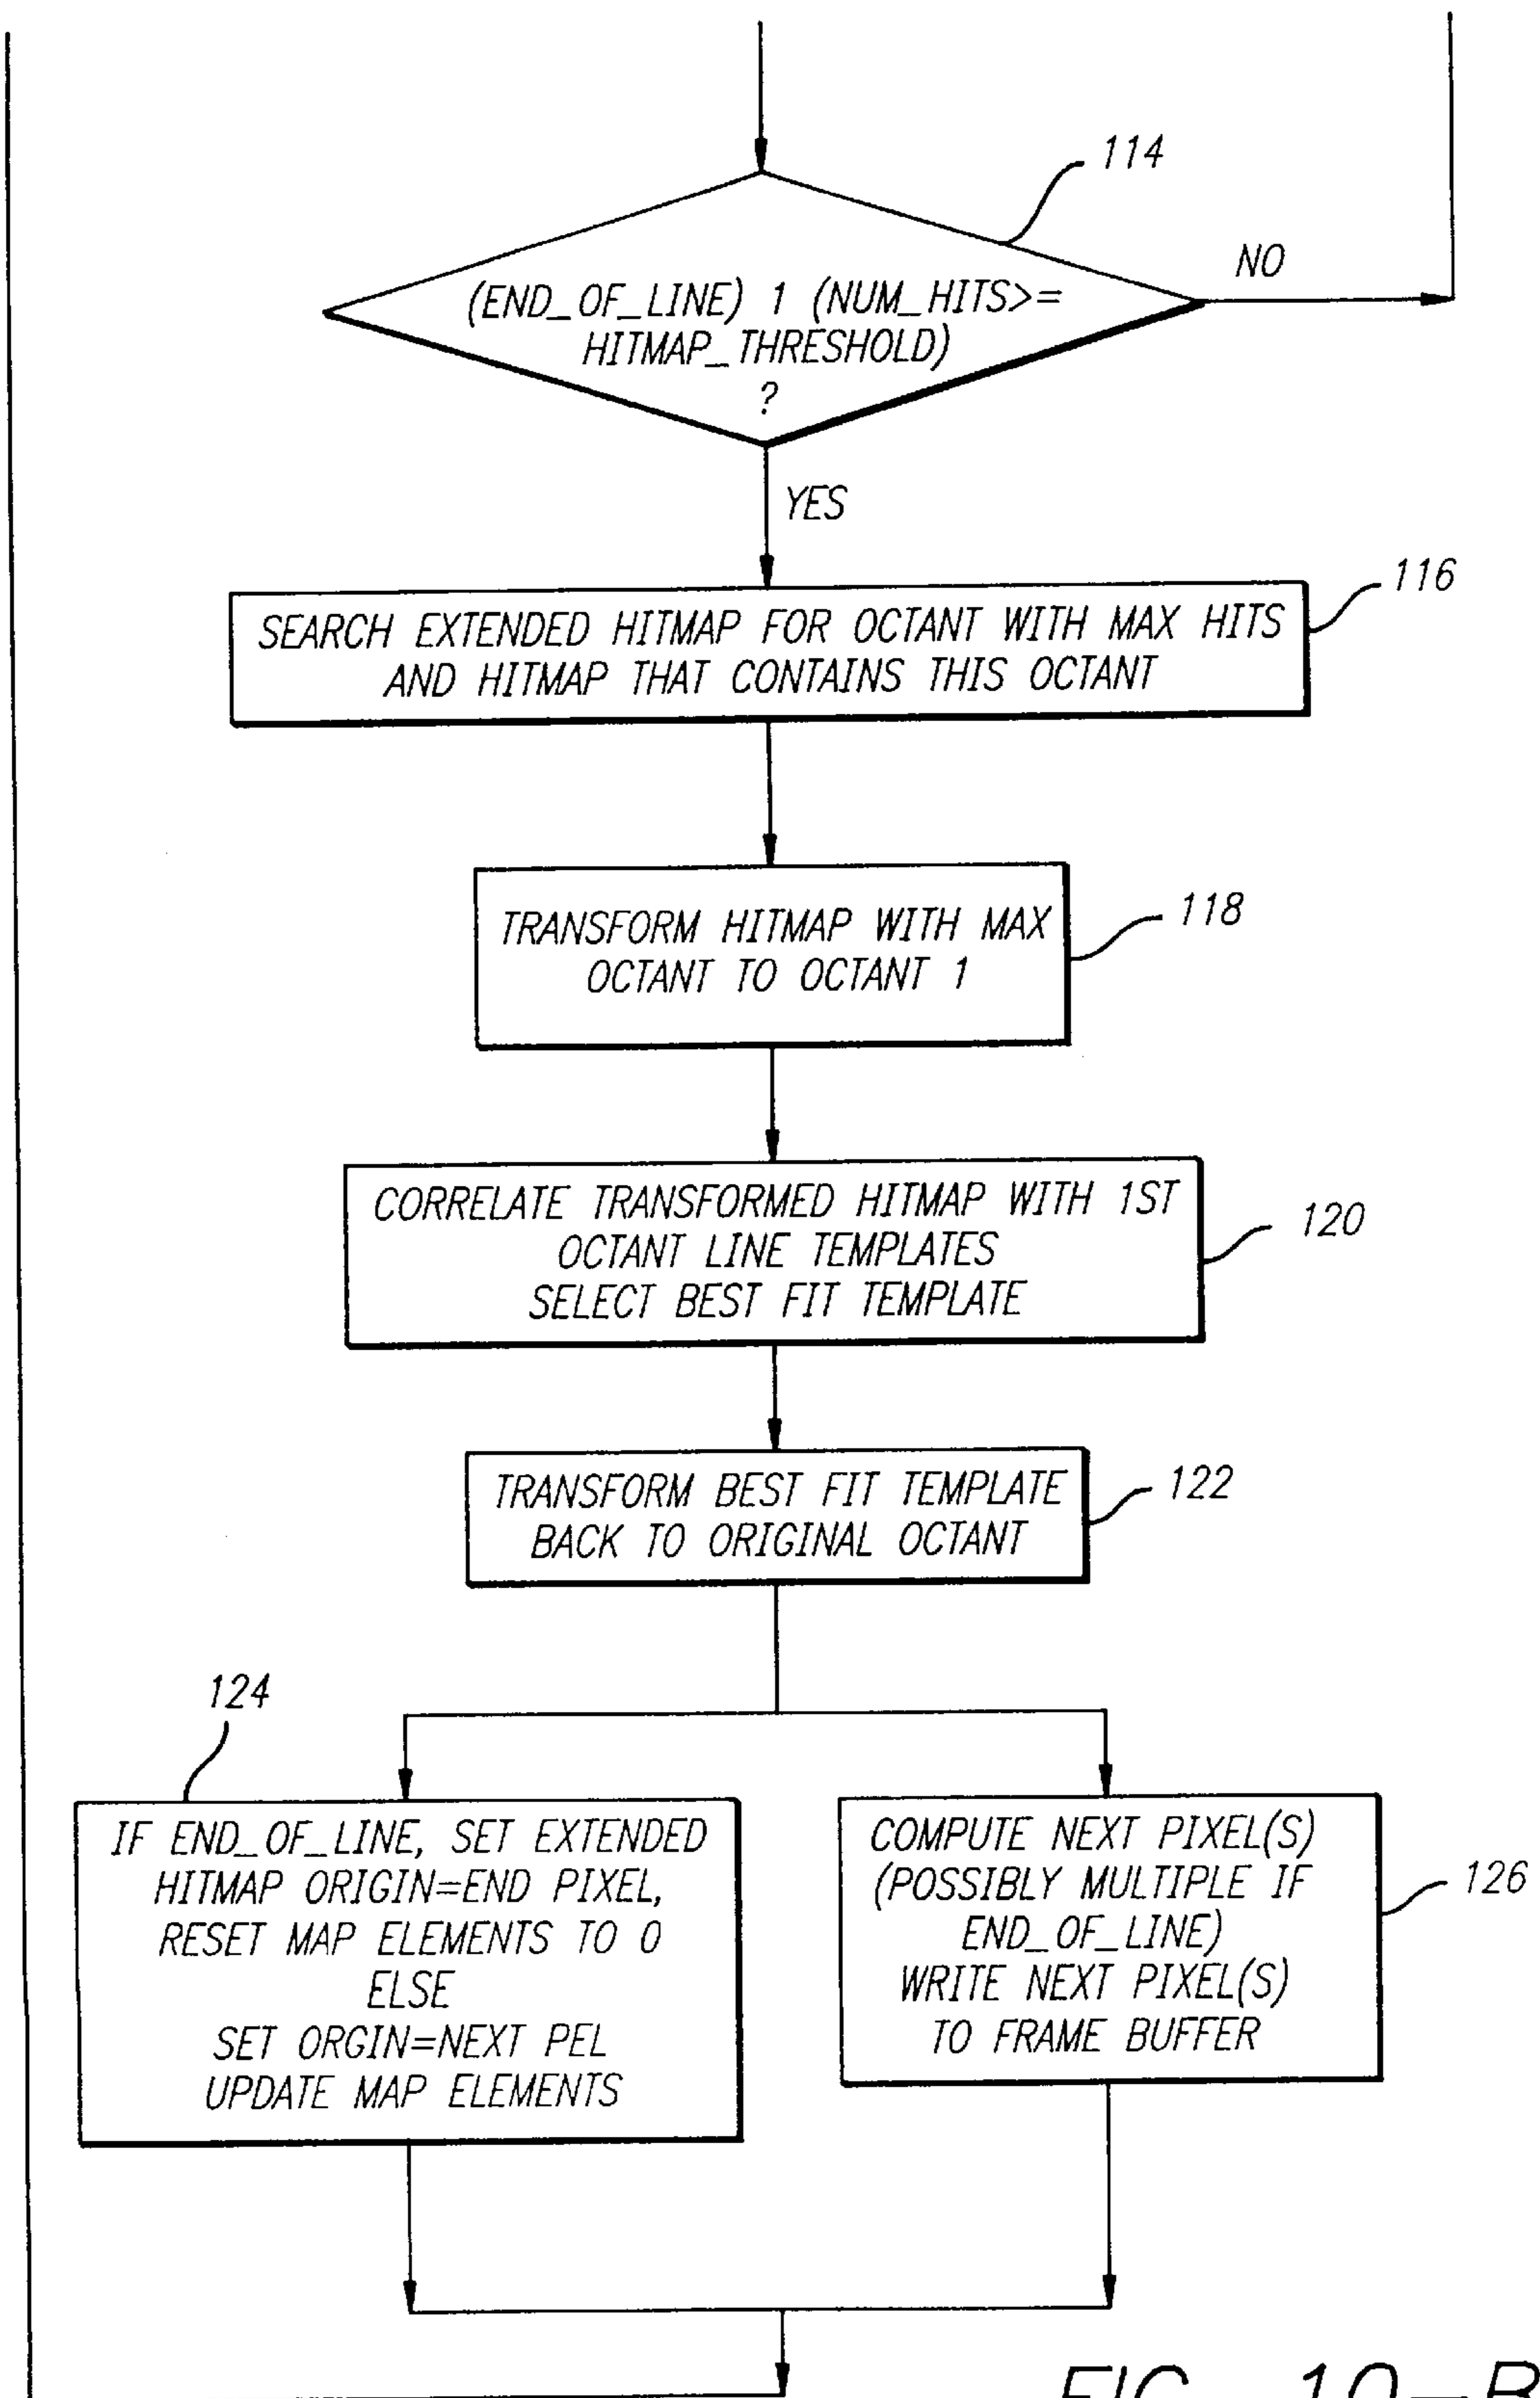 114
NO
(END_OF_LINE) 1 (NUM_HITS>=
HITMAP_THRESHOLD)
?
YES
116
SEARCH EXTENDED HITMAP FOR OCTANT WITH MAX HITS
AND HITMAP THAT CONTAINS THIS OCTANT
118
TRANSFORM HITMAP WITH MAX
OCTANT TO OCTANT 1
120
CORRELATE TRANSFORMED HITMAP WITH 1ST
OCTANT LINE TEMPLATES
SELECT BEST FIT TEMPLATE
122
TRANSFORM BEST FIT TEMPLATE
BACK TO ORIGINAL OCTANT
124
IF END_OF_LINE, SET EXTENDED
HITMAP ORIGIN=END PIXEL,
RESET MAP ELEMENTS TO 0
ELSE
SET ORGIN=NEXT PEL
UPDATE MAP ELEMENTS
126
COMPUTE NEXT PIXEL(S)
(POSSIBLY MULTIPLE IF
END_OF_LINE)
WRITE NEXT PIXEL(S)
TO FRAME BUFFER
FIG. 10-B